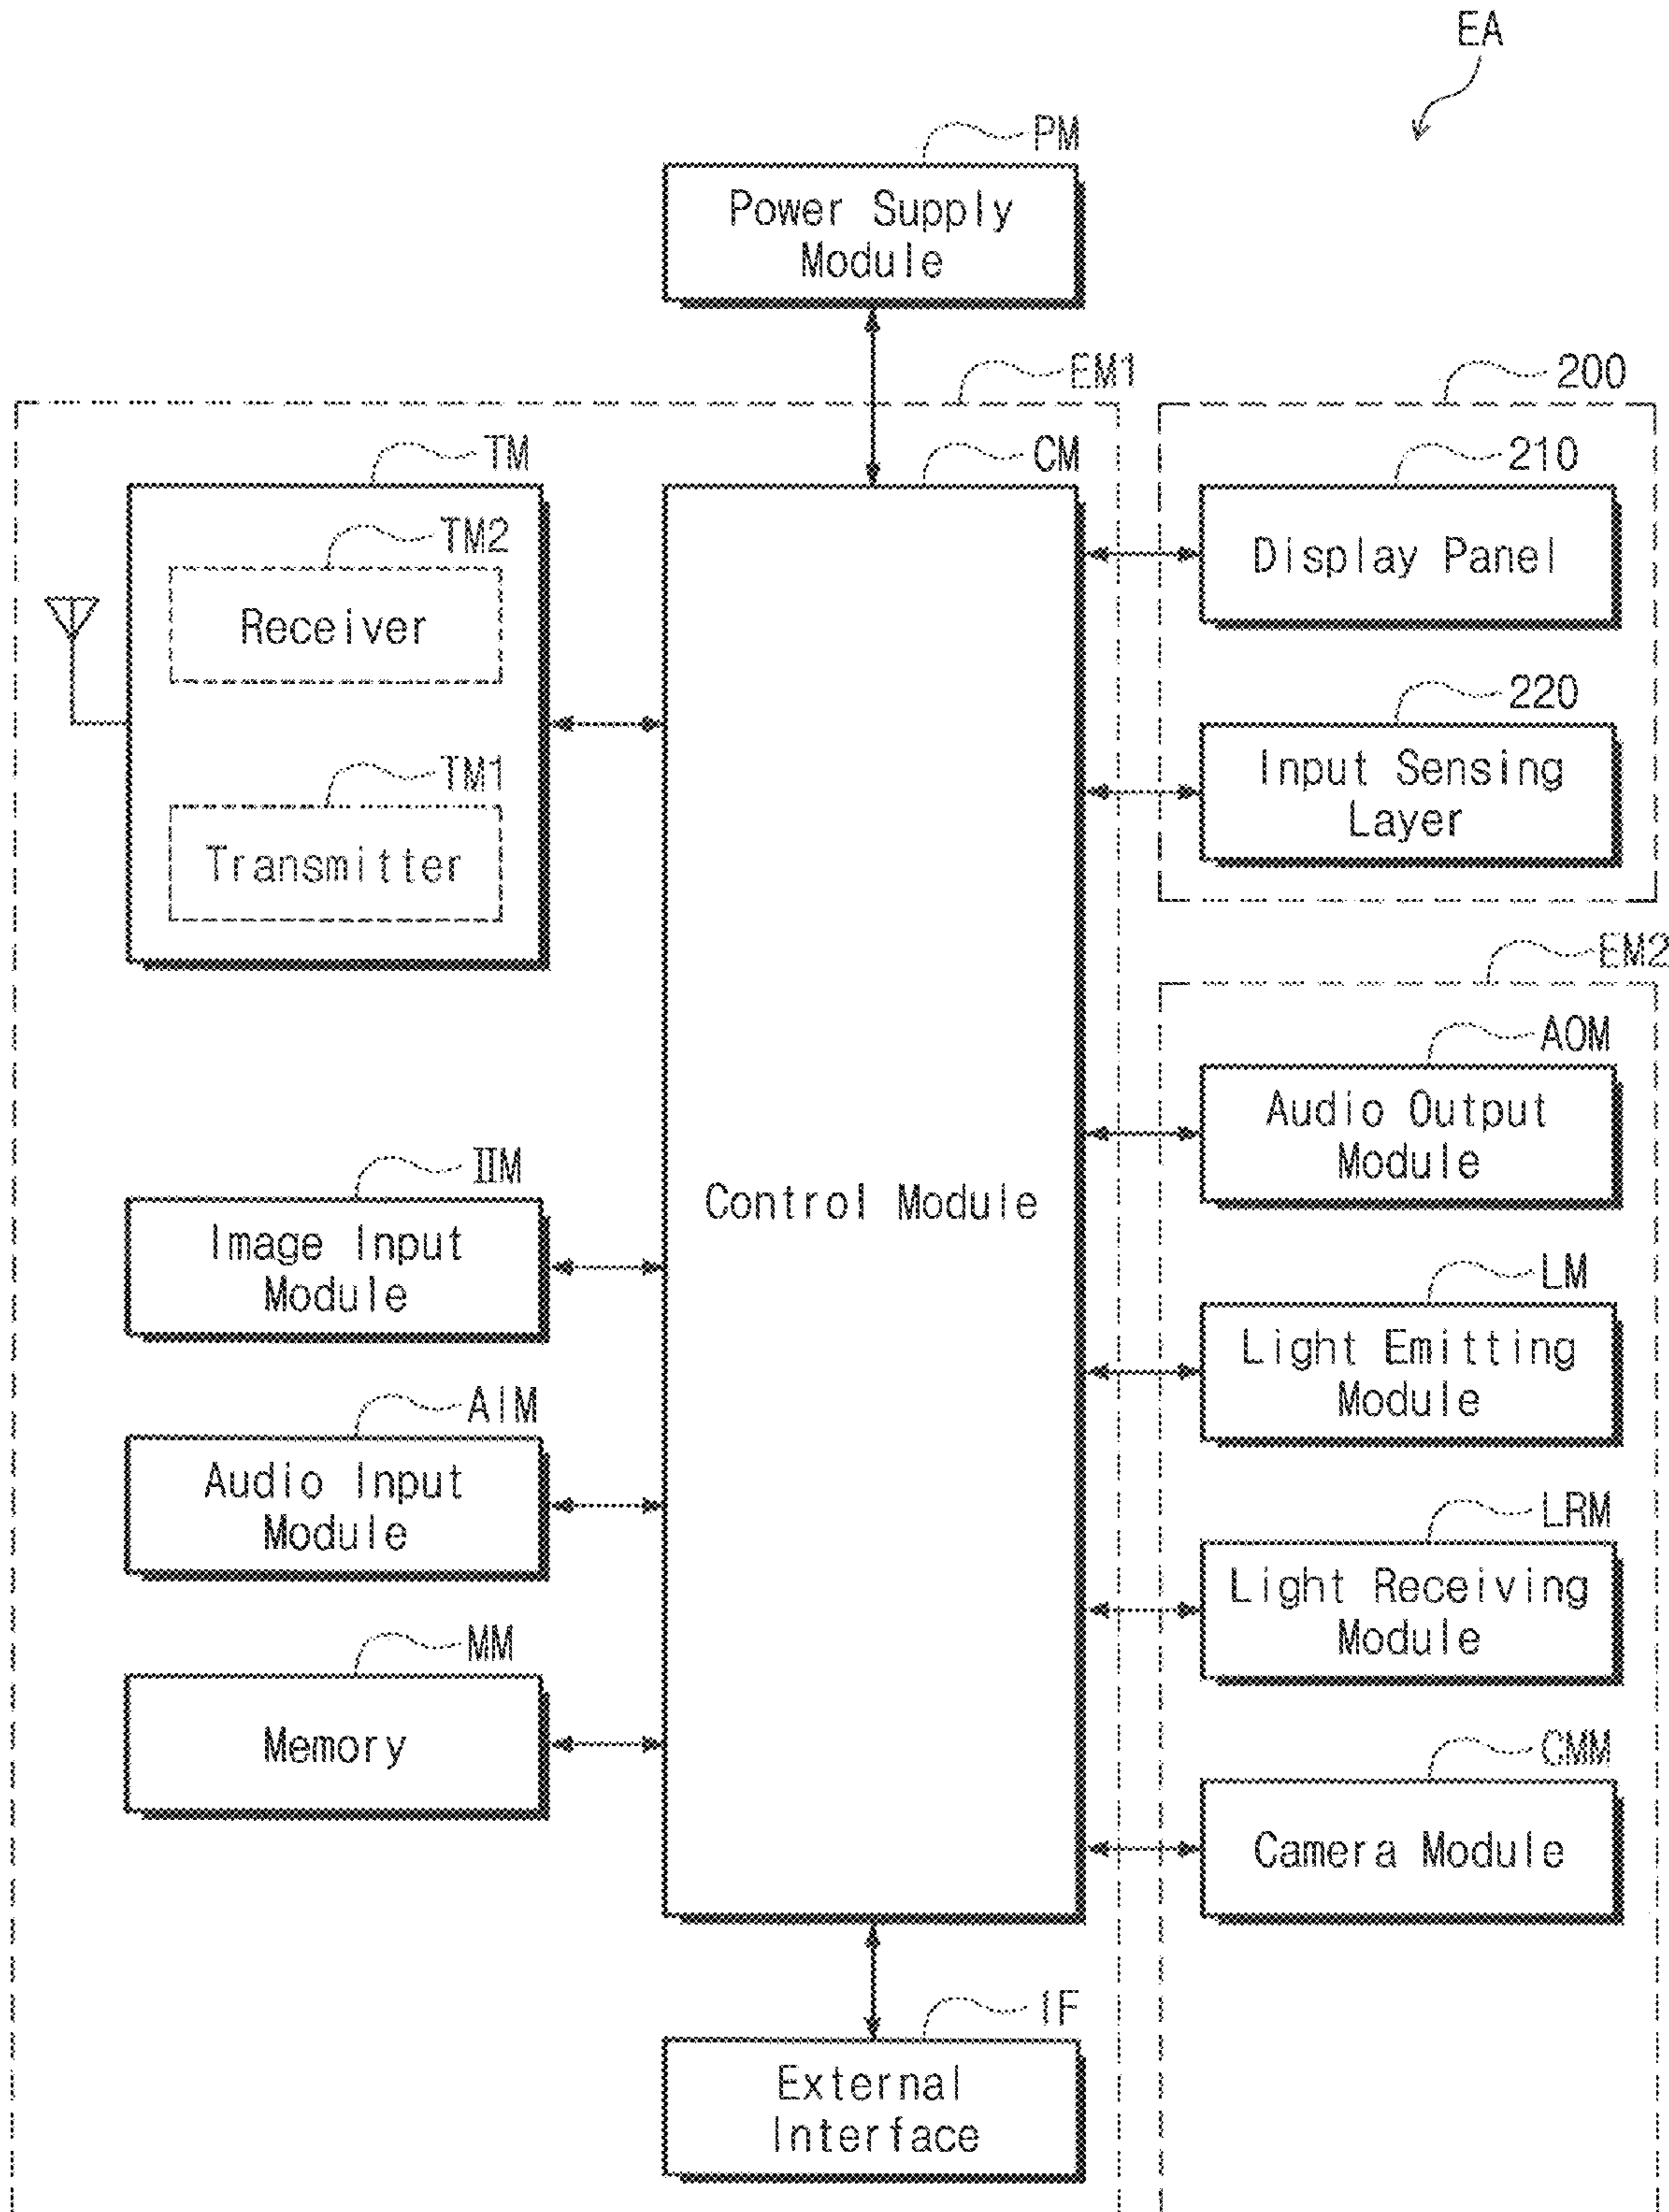 EA
PM
Power Supply
Module
EM1
200
TM
CM
210
TM2
Receiver
Display Panel
220
TM1
Transmitter
Input Sensing
Layer
EM2
AOM
Audio Output
Module
IIM
Image Input
Module
Control Module
LM
Light Emitting
Module
AIM
Audio Input
Module
LRM
Light Receiving
Module
MM
Memory
CMM
Camera Module
IF
External
Interface